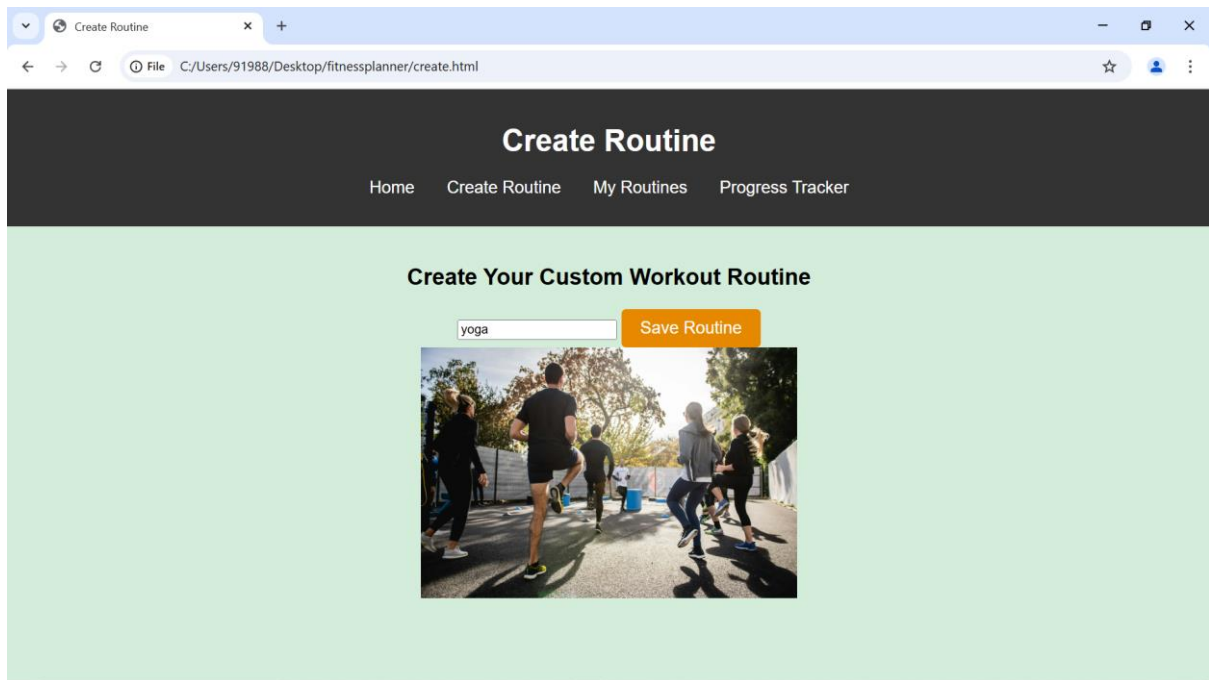 Create Routine
File C:/Users/91988/Desktop/fitnessplanner/create.html
Create Routine
Home Create Routine My Routines Progress Tracker
Create Your Custom Workout Routine
yoga Save Routine